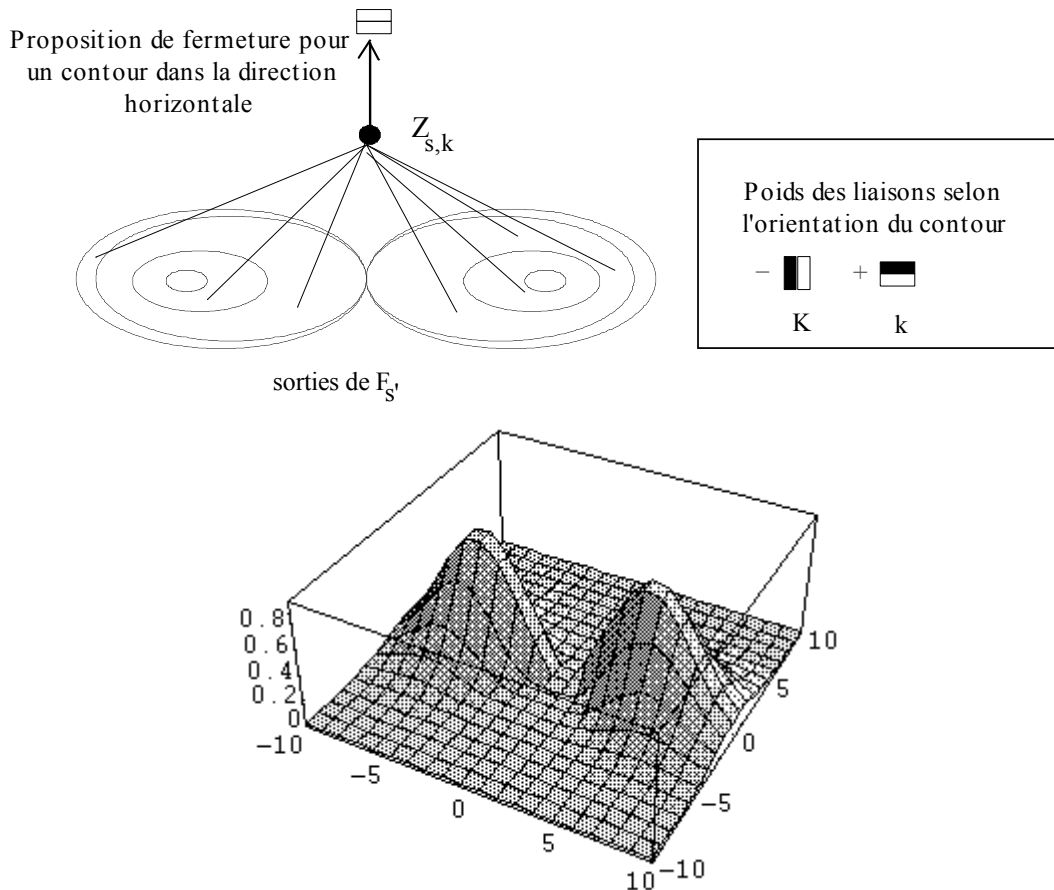 Proposition de fermeture pour
un contour dans la direction
horizontale
Z s,k
Poids des liaisons selon
l'orientation du contour
− +
K k
sorties de F s'
0.8
0.6
0.4
0.2
0
−10
−5
0
5
10
−10
−5
0
5
10